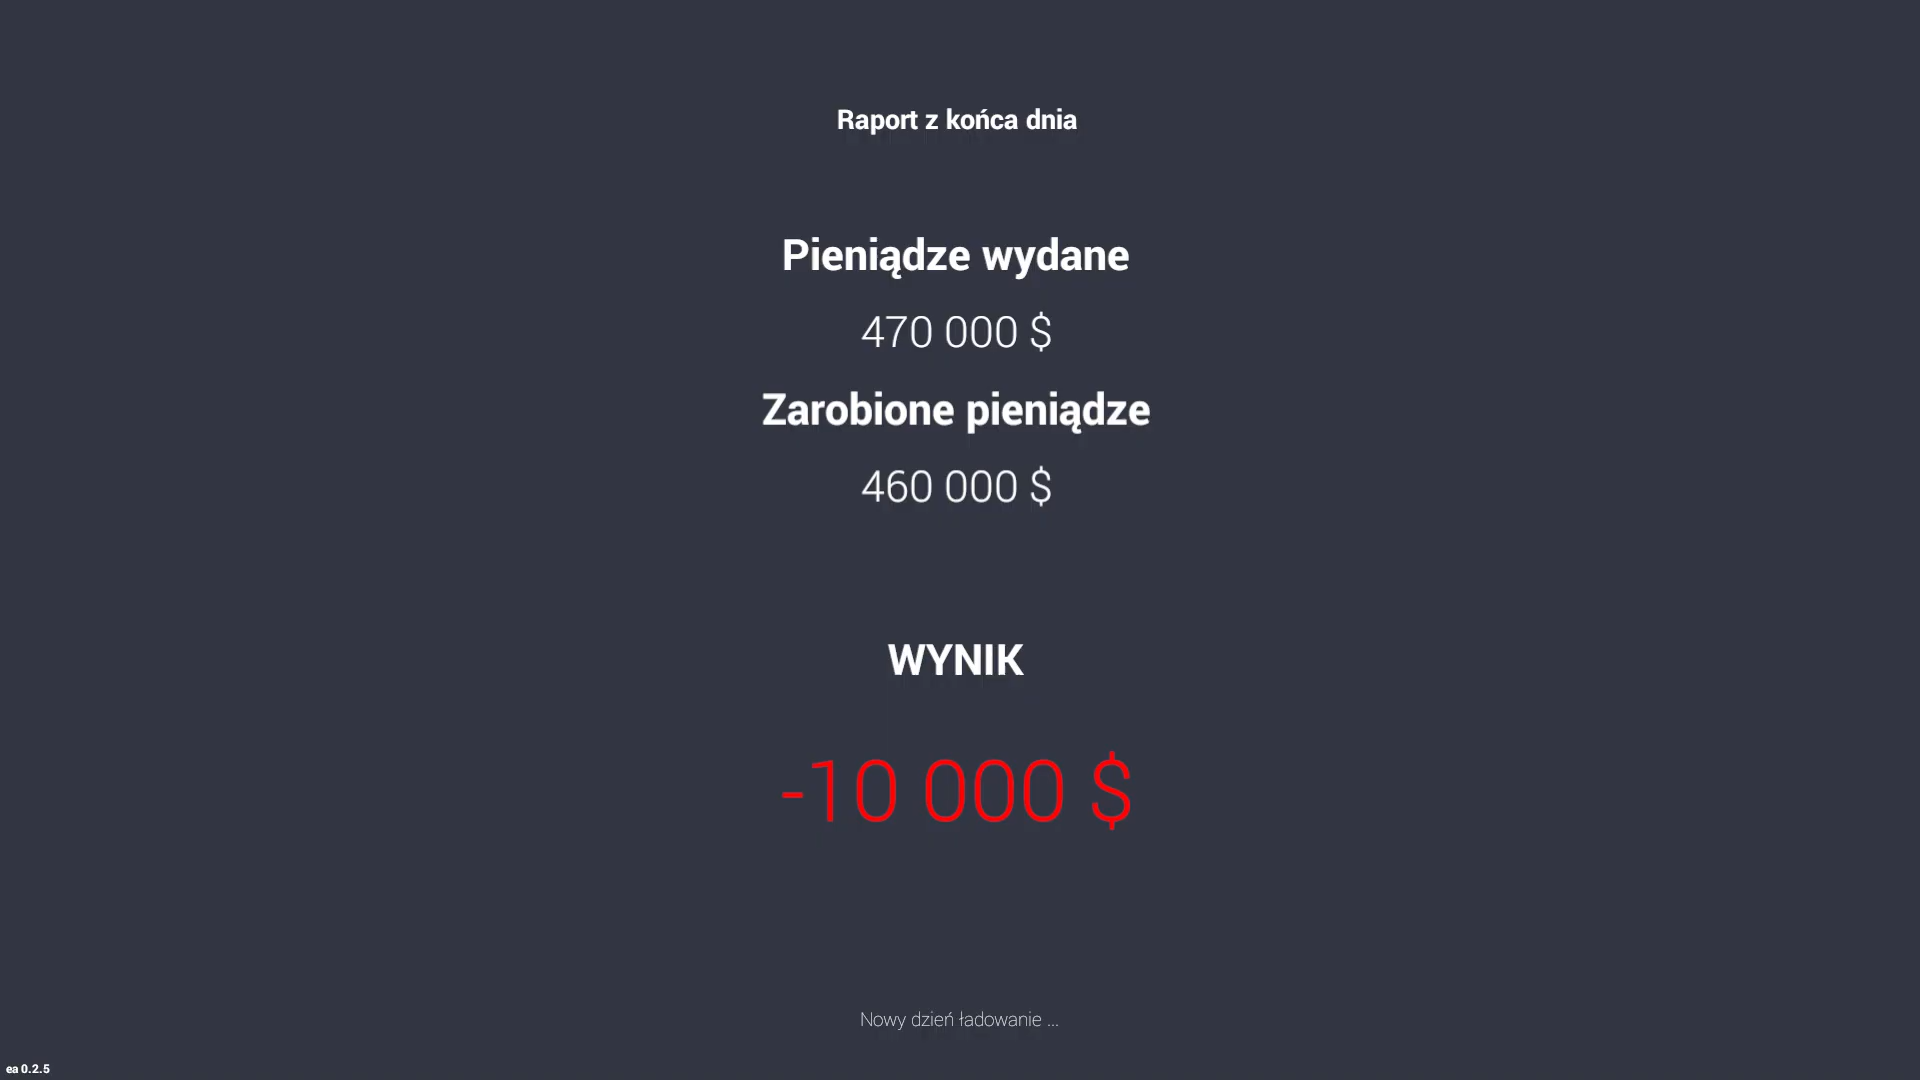 Raport z końca dnia
Pieniądze wydane
470 000 $
Zarobione pieniądze
460 000 $
WYNIK
-10 000 $
Nowy dzień ładowanie ...
ea 0.2.5